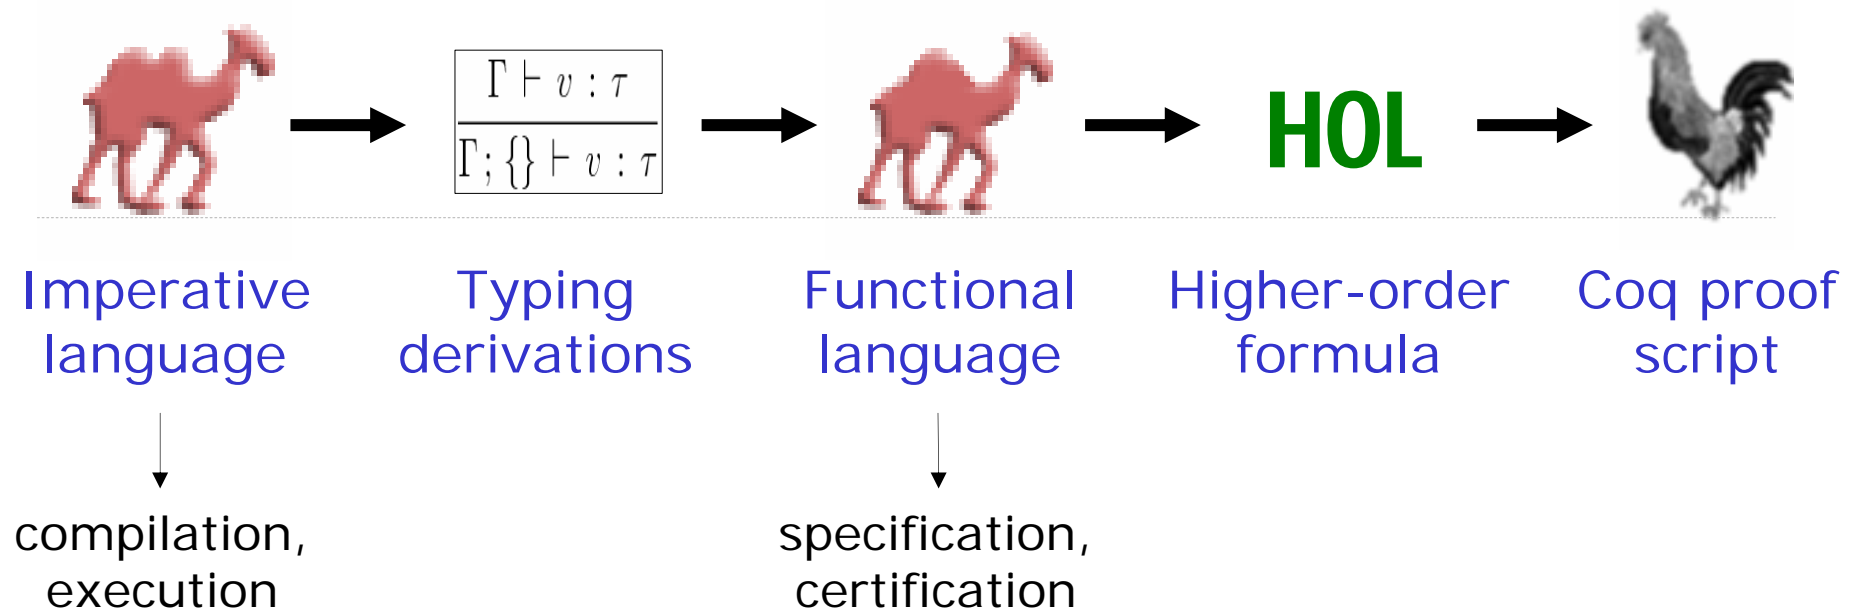 Γ ⊢ v : τ
Γ; {} ⊢ v : τ
HOL
Imperative
language
Typing
derivations
Functional
language
Higher-order
formula
Coq proof
script
compilation,
execution
specification,
certification